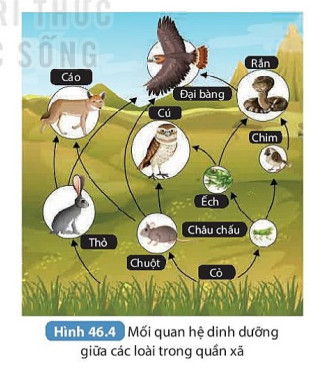 RI THỨC
SỐNG
Cáo
Đại bàng
Rắn
Cú
Chim
Ếch
Châu chấu
Thỏ
Chuột
Cỏ
Hình 46.4 Mối quan hệ dinh dưỡng
giữa các loài trong quần xã